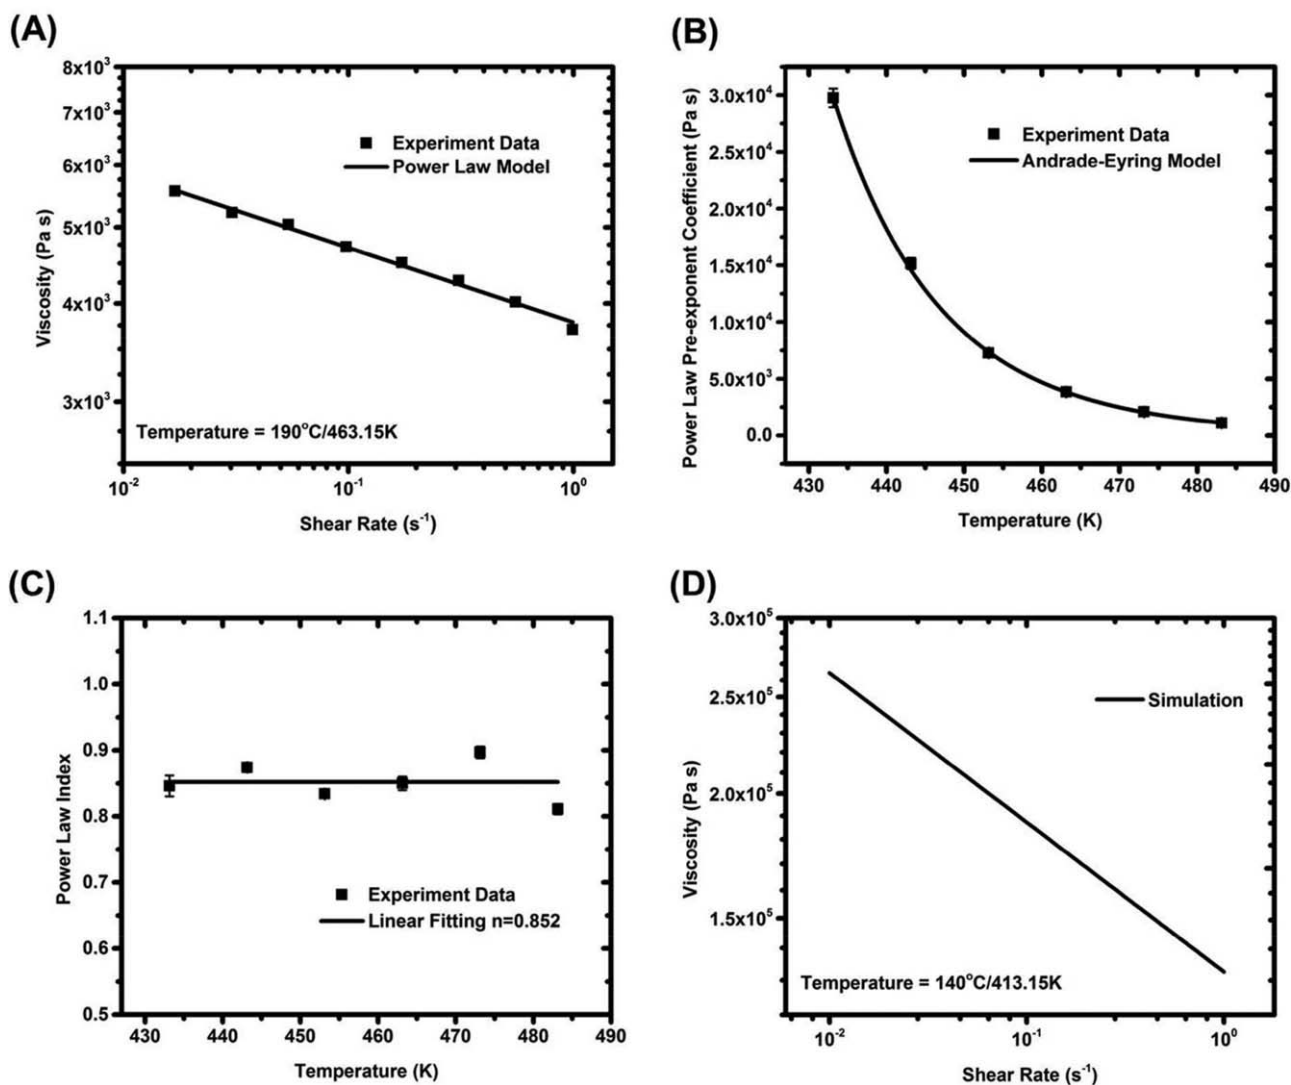 (A)
8x10³
7x10³
6x10³
5x10³
4x10³
3x10³
Viscosity (Pa s)
Experiment Data
Power Law Model
Temperature = 190°C/463.15K
10⁻² 10⁻¹ 10⁰
Shear Rate (s⁻¹)
(B)
3.0x10⁴
2.5x10⁴
2.0x10⁴
1.5x10⁴
1.0x10⁴
5.0x10³
0.0
Power Law Pre-exponent Coefficient (Pa s)
Experiment Data
Andrade-Eyring Model
430 440 450 460 470 480 490
Temperature (K)
(C)
1.1
1.0
0.9
0.8
0.7
0.6
0.5
Power Law Index
Experiment Data
Linear Fitting n=0.852
430 440 450 460 470 480 490
Temperature (K)
(D)
3.0x10⁵
2.5x10⁵
2.0x10⁵
1.5x10⁵
Viscosity (Pa s)
Simulation
Temperature = 140°C/413.15K
10⁻² 10⁻¹ 10⁰
Shear Rate (s⁻¹)